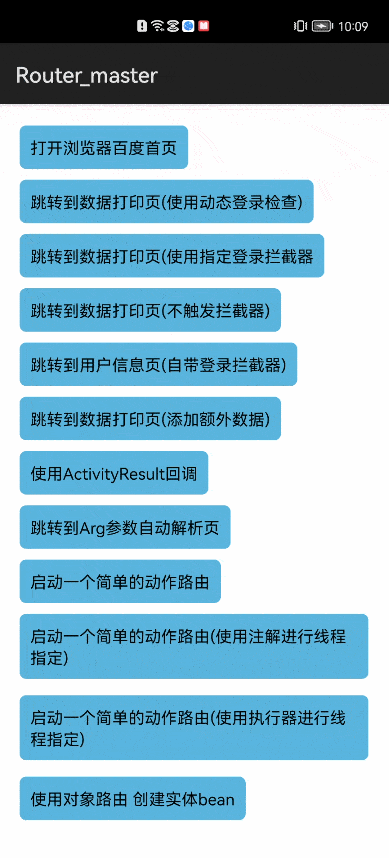 10:09
Router_master
打开浏览器百度首页
跳转到数据打印页(使用动态登录检查)
跳转到数据打印页(使用指定登录拦截器
跳转到数据打印页(不触发拦截器)
跳转到用户信息页(自带登录拦截器)
跳转到数据打印页(添加额外数据)
使用ActivityResult回调
跳转到Arg参数自动解析页
启动一个简单的动作路由
启动一个简单的动作路由(使用注解进行线程
指定)
启动一个简单的动作路由(使用执行器进行线
程指定)
使用对象路由 创建实体bean